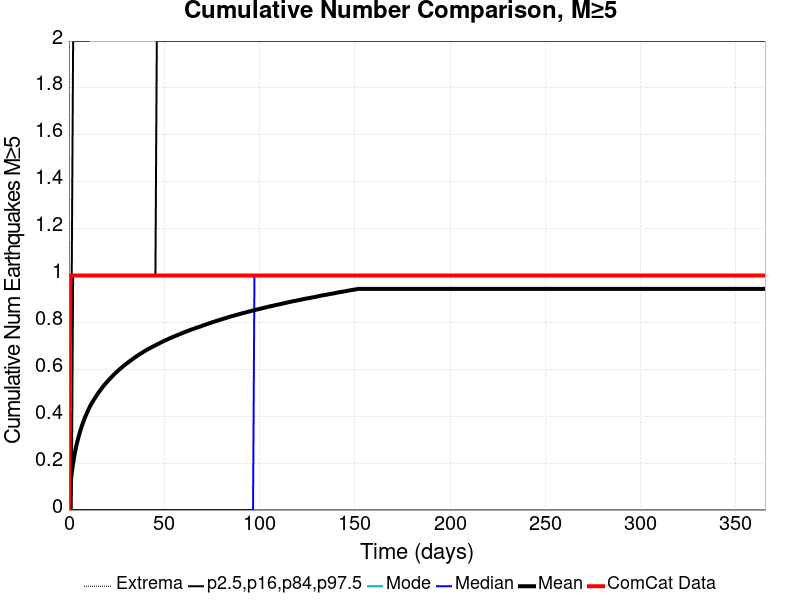 Cumulative Number Comparison, M≥5
Cumulative Num Earthquakes M≥5
2
1.8
1.6
1.4
1.2
1
0.8
0.6
0.4
0.2
0
0 50 100 150 200 250 300 350
Time (days)
Extrema p2.5,p16,p84,p97.5 Mode Median Mean ComCat Data